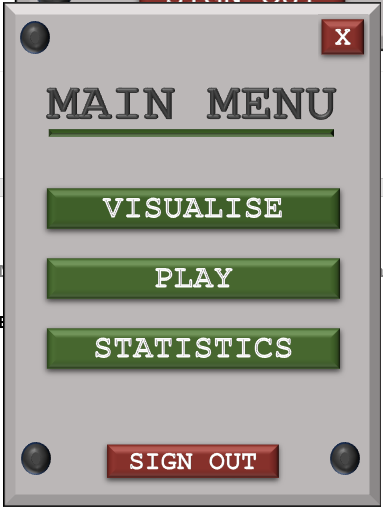 X
MAIN MENU
VISUALISE
PLAY
STATISTICS
SIGN OUT